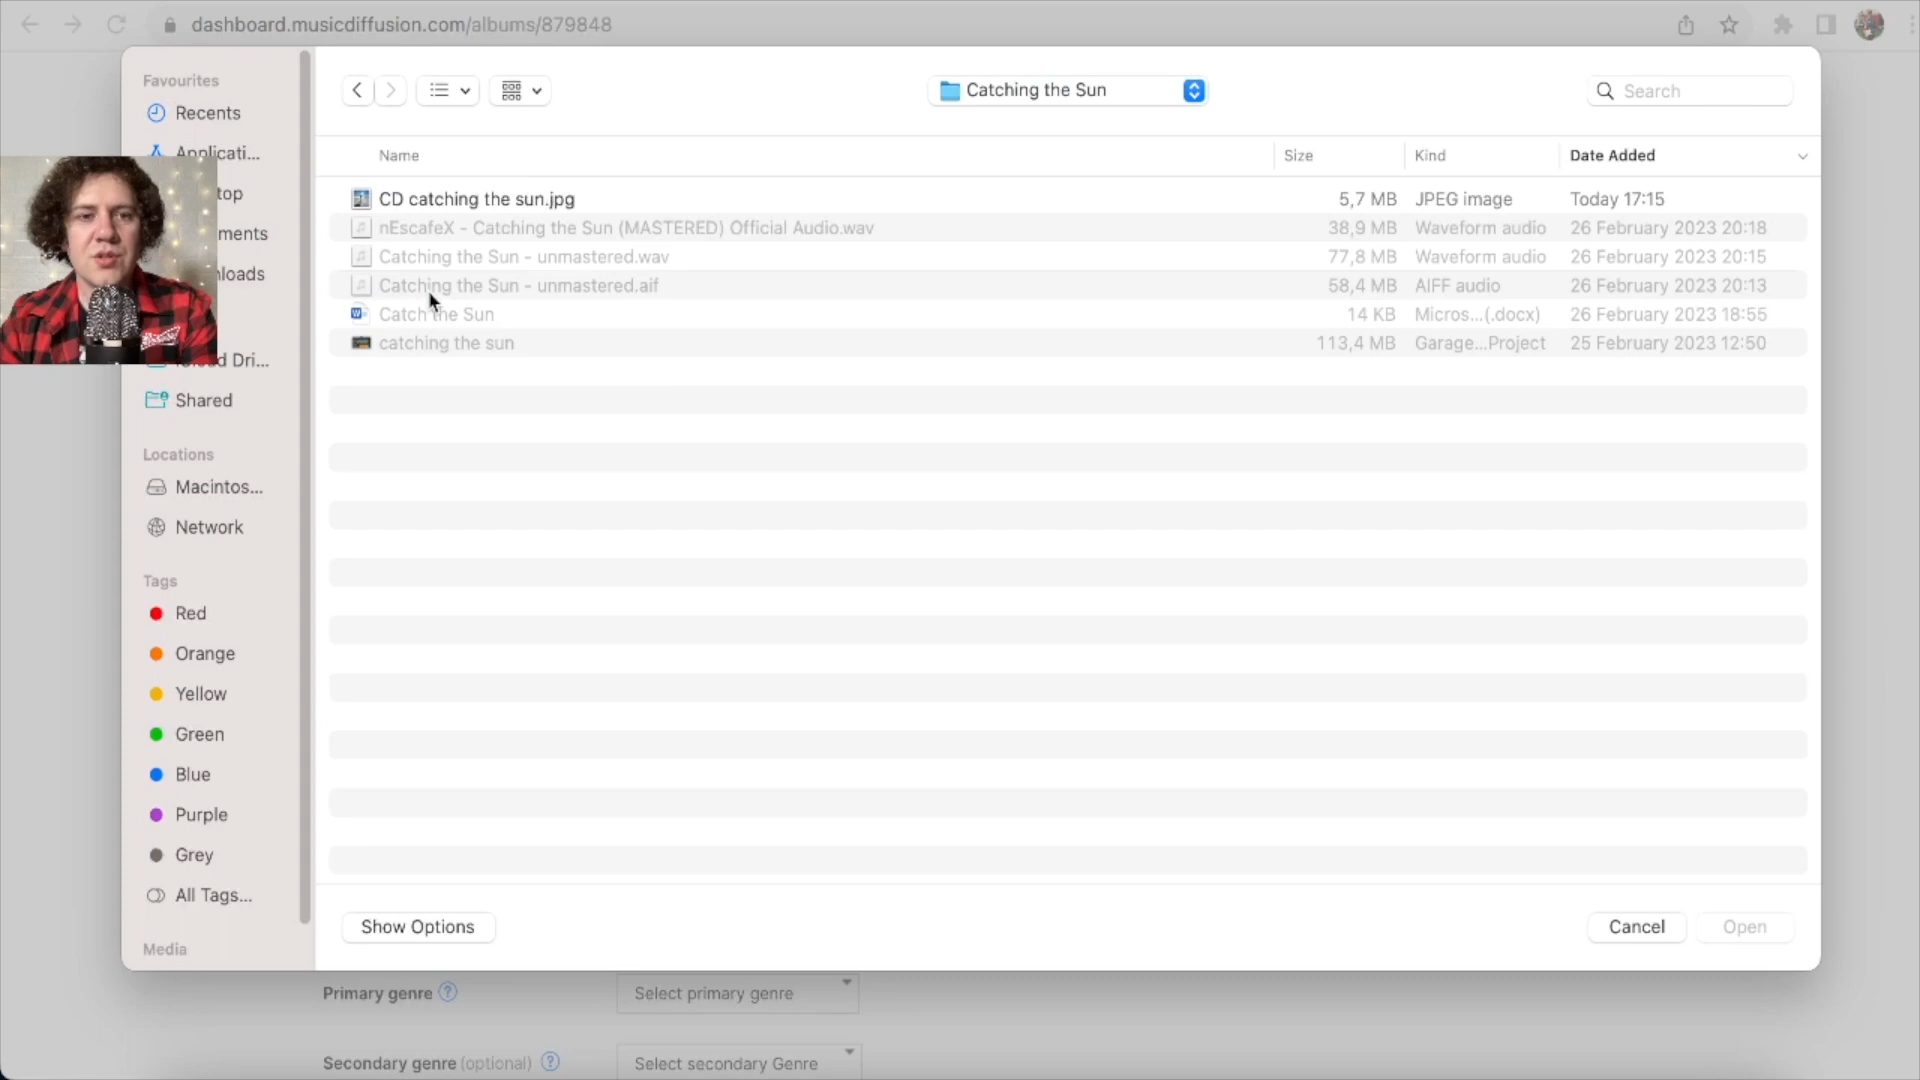 dashboard.musicdiffusion.com/albums/879848
Favourites
Recents
Applicati...
top
ments
loads
d Dri...
Shared
Locations
Macintos...
Network
Tags
Red
Orange
Yellow
Green
Blue
Purple
Grey
All Tags...
Media
Catching the Sun
Search
Name Size Kind Date Added
CD catching the sun.jpg 5,7 MB JPEG image Today 17:15
nEscafeX - Catching the Sun (MASTERED) Official Audio.wav 38,9 MB Waveform audio 26 February 2023 20:18
Catching the Sun - unmastered.wav 77,8 MB Waveform audio 26 February 2023 20:15
Catching the Sun - unmastered.aif 58,4 MB AIFF audio 26 February 2023 20:13
Catch the Sun 14 KB Micros...(.docx) 26 February 2023 18:55
catching the sun 113,4 MB Garage...Project 25 February 2023 12:50
Show Options
Cancel
Open
Primary genre ? Select primary genre
Secondary genre (optional) ? Select secondary Genre